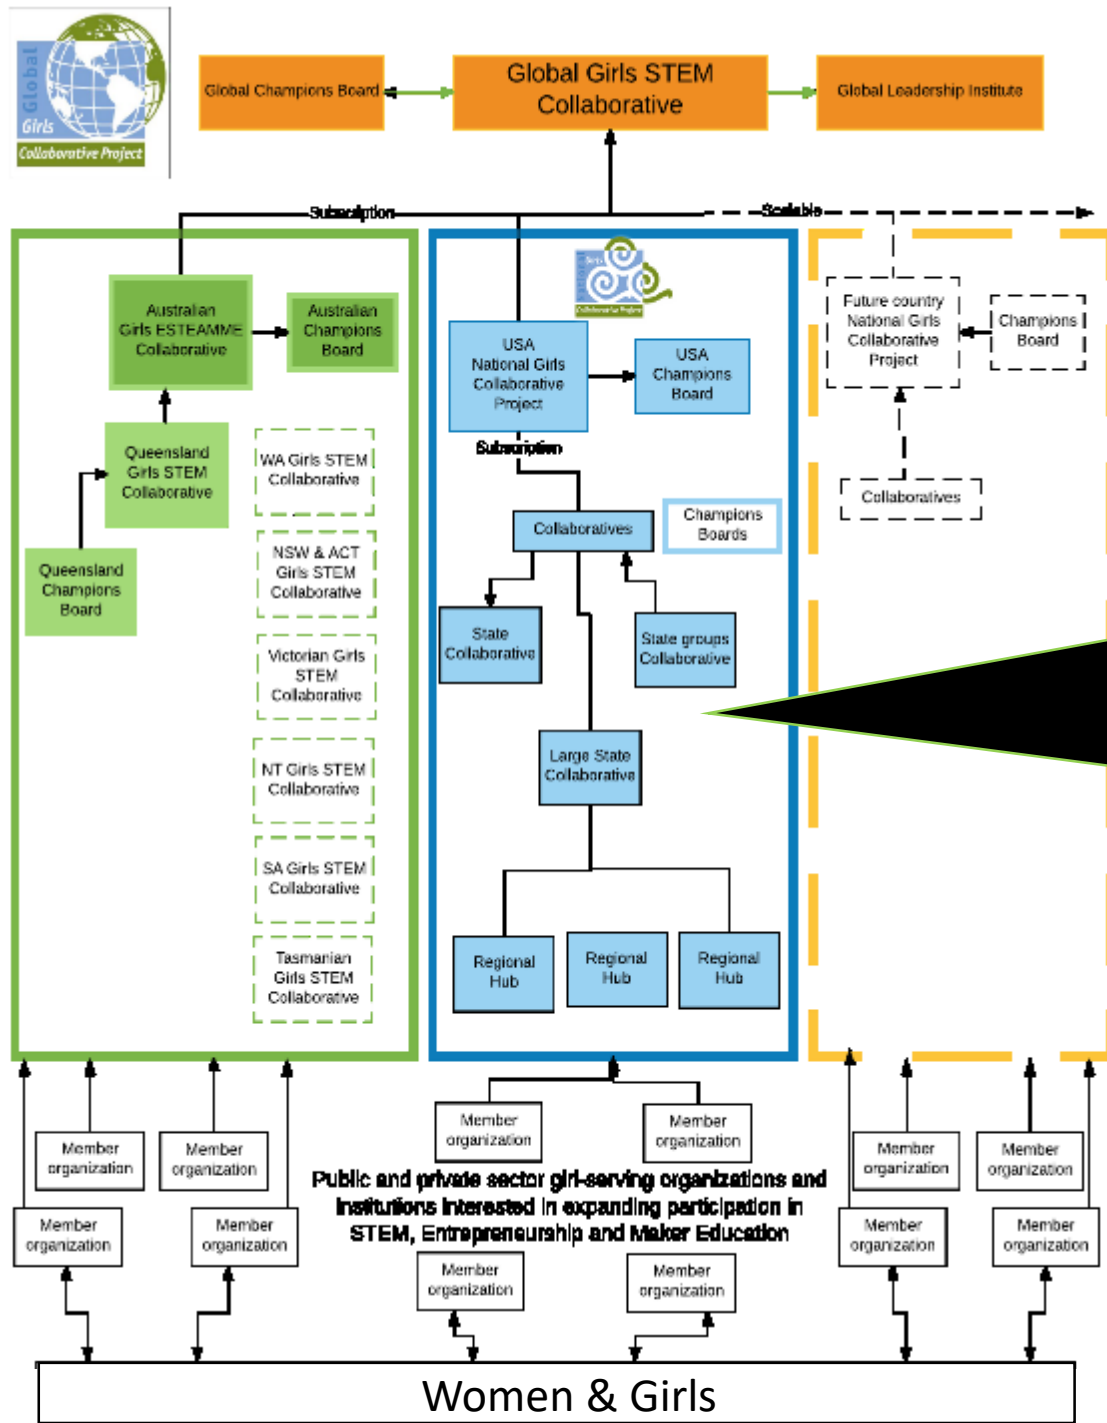 Global
Girls
Collaborative Project
Global Champions Board
Global Girls STEM
Collaborative
Global Leadership Institute
Subscription
Scalable
Australian
Girls ESTEAMME
Collaborative
Australian
Champions
Board
Queensland
Girls STEM
Collaborative
Queensland
Champions
Board
WA Girls STEM
Collaborative
NSW & ACT
Girls STEM
Collaborative
Victorian Girls
STEM
Collaborative
NT Girls STEM
Collaborative
SA Girls STEM
Collaborative
Tasmanian
Girls STEM
Collaborative
Collaborative Project
USA
National Girls
Collaborative
Project
USA
Champions
Board
Subscription
Collaboratives
Champions
Boards
State
Collaborative
State groups
Collaborative
Large State
Collaborative
Regional
Hub
Regional
Hub
Regional
Hub
Future country
National Girls
Collaborative
Project
Champions
Board
Collaboratives
Member
organization
Member
organization
Member
organization
Member
organization
Member
organization
Member
organization
Public and private sector girl-serving organizations and
institutions interested in expanding participation in
STEM, Entrepreneurship and Maker Education
Member
organization
Member
organization
Member
organization
Member
organization
Member
organization
Member
organization
Women & Girls